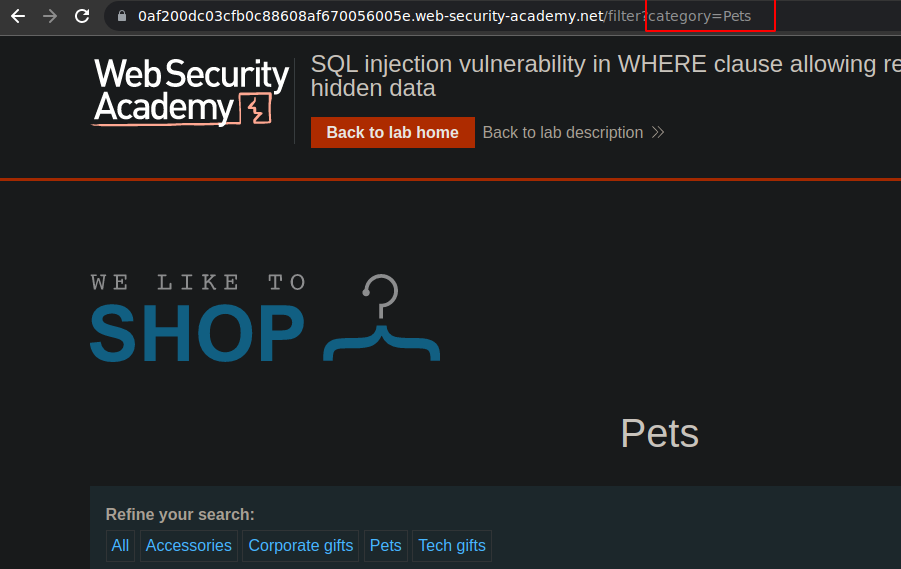 0af200dc03cfb0c88608af670056005e.web-security-academy.net/filter?category=Pets
WebSecurity
Academy
SQL injection vulnerability in WHERE clause allowing re
hidden data
Back to lab home
Back to lab description
WE LIKE TO
SHOP
Pets
Refine your search:
All Accessories Corporate gifts Pets Tech gifts